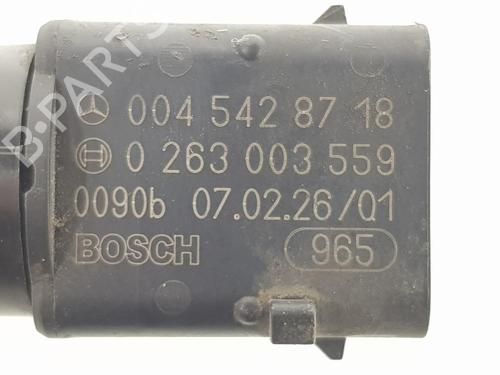 004 542 87 18
0 263 003 559
0090b 07.02.26/Q1
BOSCH 965
B-PARTS